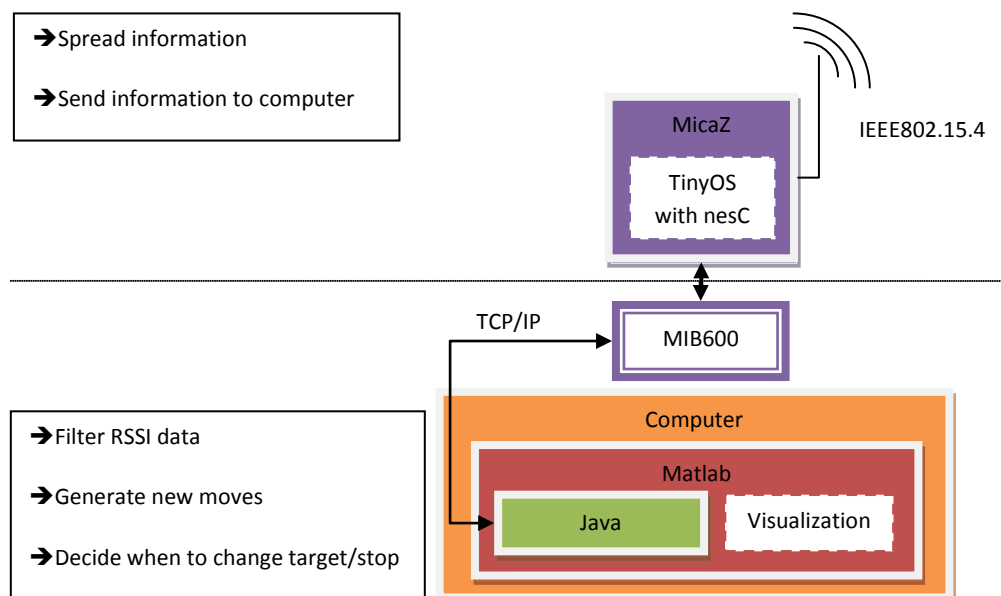 ➔Spread information
➔Send information to computer
MicaZ
IEEE802.15.4
TinyOS
with nesC
TCP/IP
MIB600
➔Filter RSSI data
➔Generate new moves
➔Decide when to change target/stop
Computer
Matlab
Java
Visualization